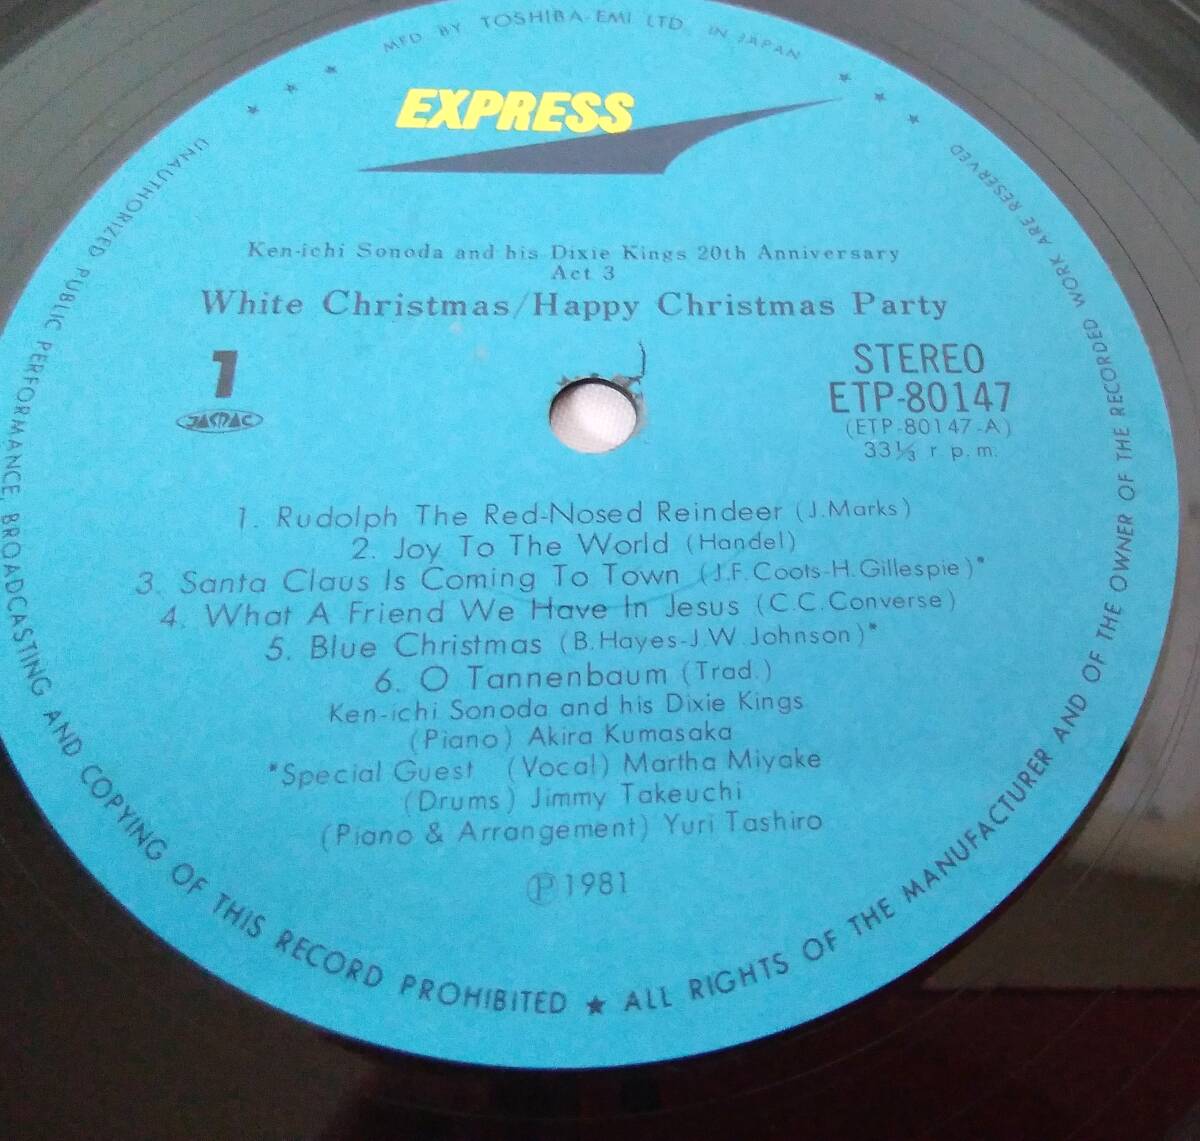 MFD BY TOSHIBA-EMI LTD. IN JAPAN
EXPRESS
Ken-ichi Sonoda and his Dixie Kings 20th Anniversary
Act 3
White Christmas/Happy Christmas Party
1
JASRAC
STEREO
ETP-80147
(ETP-80147-A)
33⅓ r.p.m.
1. Rudolph The Red-Nosed Reindeer (J.Marks)
2. Joy To The World (Handel)
3. Santa Claus Is Coming To Town (J.F.Coots-H.Gillespie)*
4. What A Friend We Have In Jesus (C.C.Converse)
5. Blue Christmas (B.Hayes-J.W.Johnson)*
6. O Tannenbaum (Trad.)
Ken-ichi Sonoda and his Dixie Kings
(Piano) Akira Kumasaka
*Special Guest (Vocal) Martha Miyake
(Drums) Jimmy Takeuchi
(Piano & Arrangement) Yuri Tashiro
Ⓟ1981
UNAUTHORIZED PUBLIC PERFORMANCE, BROADCASTING AND COPYING OF THIS RECORD PROHIBITED ★ ALL RIGHTS OF THE MANUFACTURER AND OF THE OWNER OF THE RECORDED WORK ARE RESERVED